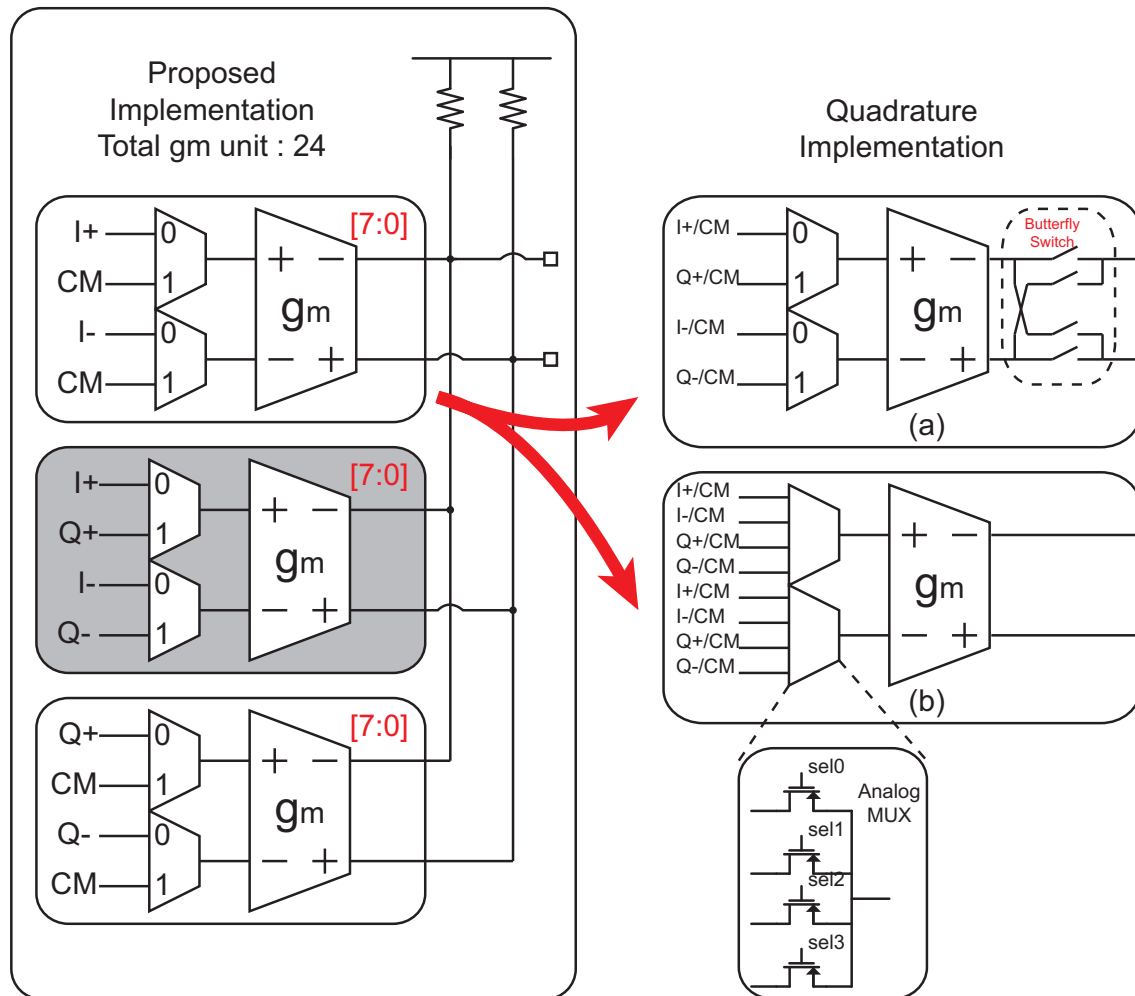 Proposed
Implementation
Total gm unit : 24
[7:0]
I+
0
CM
1
I-
0
CM
1
+ −
gm
− +
[7:0]
I+
0
Q+
1
I-
0
Q-
1
+ −
gm
− +
[7:0]
Q+
0
CM
1
Q-
0
CM
1
+ −
gm
− +
Quadrature
Implementation
I+/CM
0
Q+/CM
1
I-/CM
0
Q-/CM
1
+ −
gm
− +
Butterfly
Switch
(a)
I+/CM
I-/CM
Q+/CM
Q-/CM
I+/CM
I-/CM
Q+/CM
Q-/CM
+ −
gm
− +
(b)
sel0
Analog
MUX
sel1
sel2
sel3